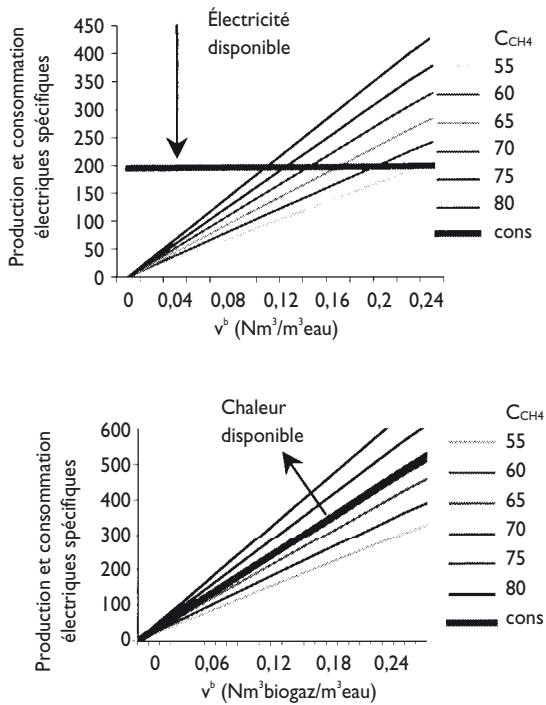 Production et consommation
électriques spécifiques
450
400
350
300
250
200
150
100
50
0
Électricité
disponible
0 0,04 0,08 0,12 0,16 0,2 0,24
vᵇ (Nm³/m³eau)
CCH4
55
60
65
70
75
80
cons
Production et consommation
électriques spécifiques
600
500
400
300
200
100
0
Chaleur
disponible
0 0,06 0,12 0,18 0,24
vᵇ (Nm³biogaz/m³eau)
CCH4
55
60
65
70
75
80
cons